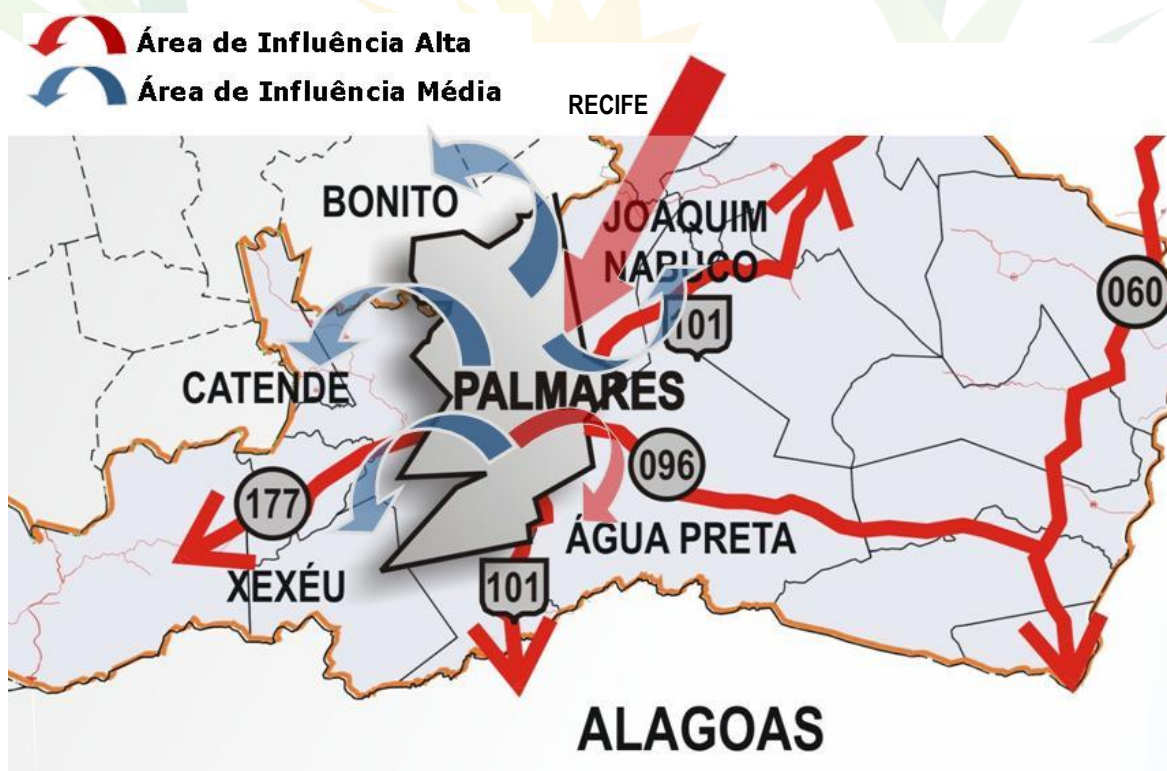 Área de Influência Alta
Área de Influência Média
RECIFE
BONITO
JOAQUIM
NABUCO
060
101
CATENDE
PALMARES
096
177
ÁGUA PRETA
XEXÉU
101
ALAGOAS